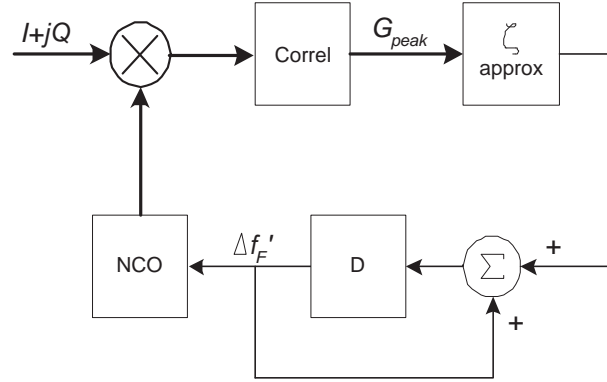 I+jQ
Correl
G_peak
ζ
approx
NCO
Δf_F'
D
Σ
+
+